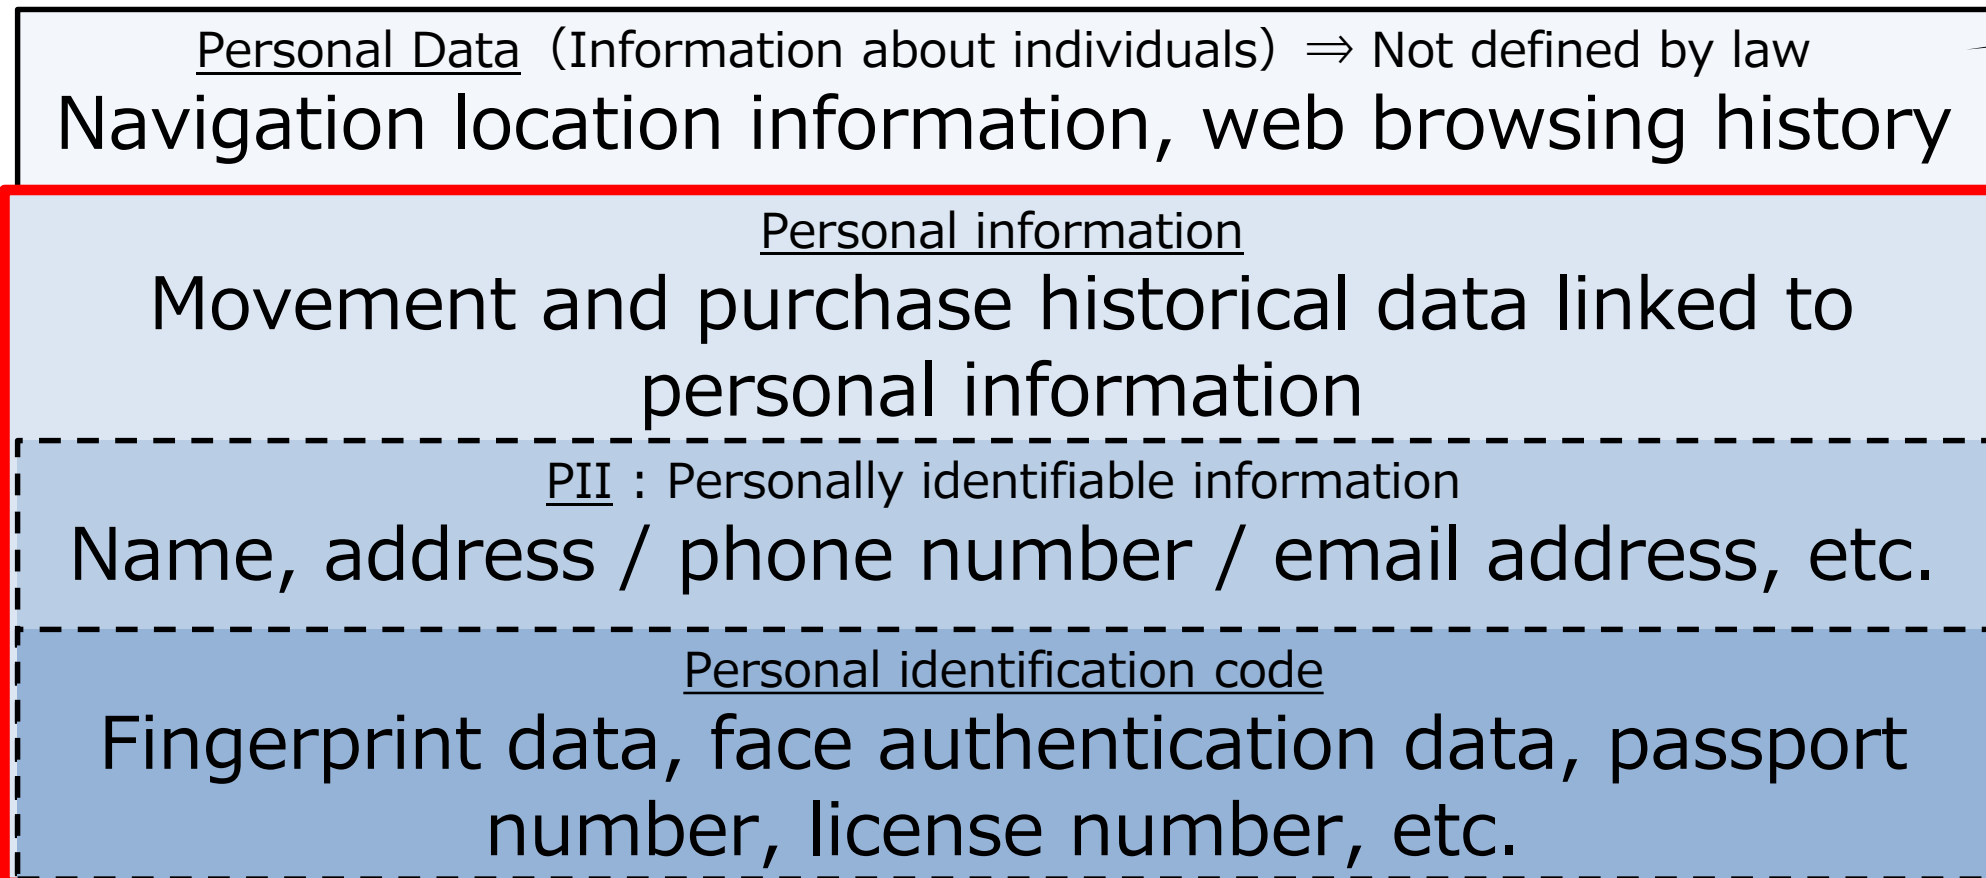 Personal Data（Information about individuals）⇒ Not defined by law
Navigation location information, web browsing history
Personal information
Movement and purchase historical data linked to
personal information
PII : Personally identifiable information
Name, address / phone number / email address, etc.
Personal identification code
Fingerprint data, face authentication data, passport
number, license number, etc.